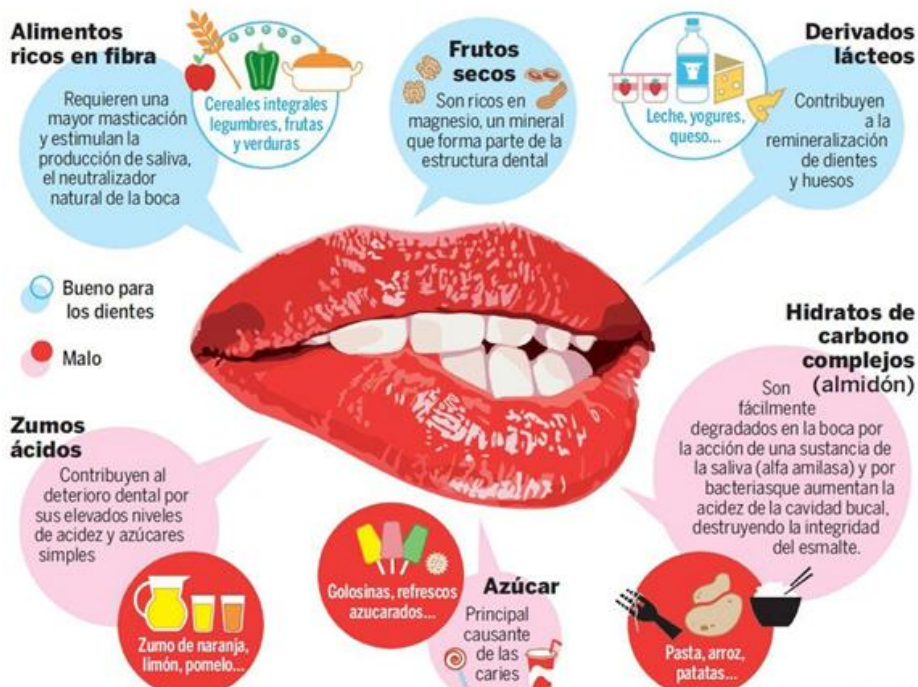 Alimentos
ricos en fibra
Requieren una
mayor masticación
y estimulan la
producción de saliva,
el neutralizador
natural de la boca
Cereales integrales
legumbres, frutas
y verduras
Frutos
secos
Son ricos en
magnesio, un mineral
que forma parte de la
estructura dental
Leche, yogures,
queso...
Derivados
lácteos
Contribuyen
a la
remineralización
de dientes
y huesos
Bueno para
los dientes
Malo
Hidratos de
carbono
complejos
(almidón)
Son
fácilmente
degradados en la boca por
la acción de una sustancia de
la saliva (alfa amilasa) y por
bacteriasque aumentan la
acidez de la cavidad bucal,
destruyendo la integridad
del esmalte.
Pasta, arroz,
patatas...
Zumos
ácidos
Contribuyen al
deterioro dental por
sus elevados niveles
de acidez y azúcares
simples
Zumo de naranja,
limón, pomelo...
Golosinas, refrescos
azucarados...
Azúcar
Principal
causante
de las
caries